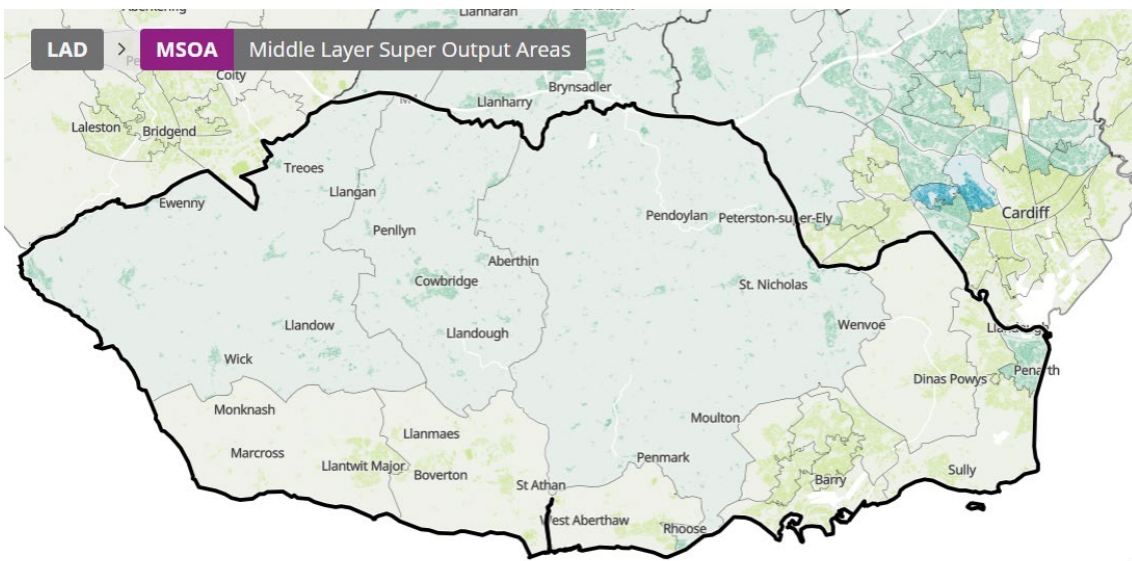 Llanharan
LAD > MSOA Middle Layer Super Output Areas
Coity
Brynsadler
Llanharry
Laleston
Bridgend
Treoes
Llangan
Ewenny
Pendoylan
Peterston-super-Ely
Cardiff
Penllyn
Aberthin
Cowbridge
St. Nicholas
Llandow
Llandough
Wenvoe
Llandough
Wick
Penarth
Dinas Powys
Monknash
Moulton
Llanmaes
Marcross
Llantwit Major
Boverton
Penmark
Sully
Barry
St Athan
West Aberthaw
Rhoose